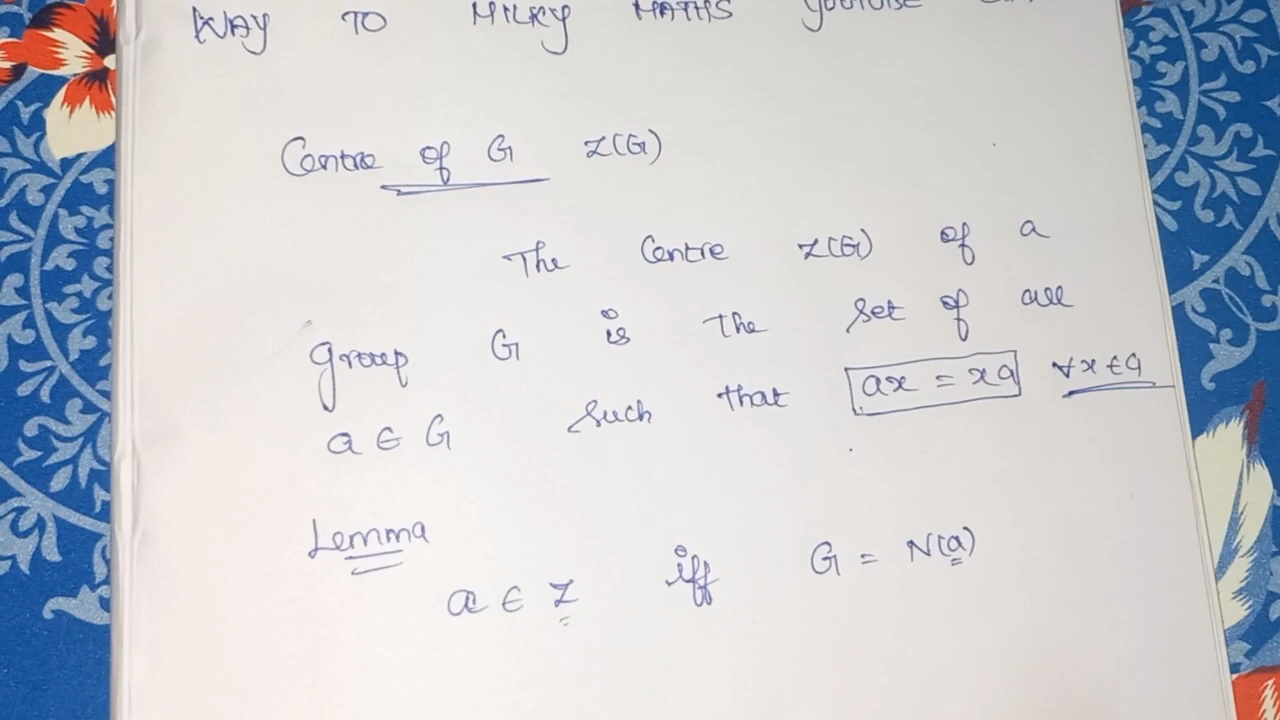 WAY TO MILKY MATHS YOUTUBE
Centre of G Z(G)
The Centre Z(G) of a
group G is the set of all
a ∈ G such that ax = xa ∀x∈G
Lemma
a ∈ Z iff G = N(a)